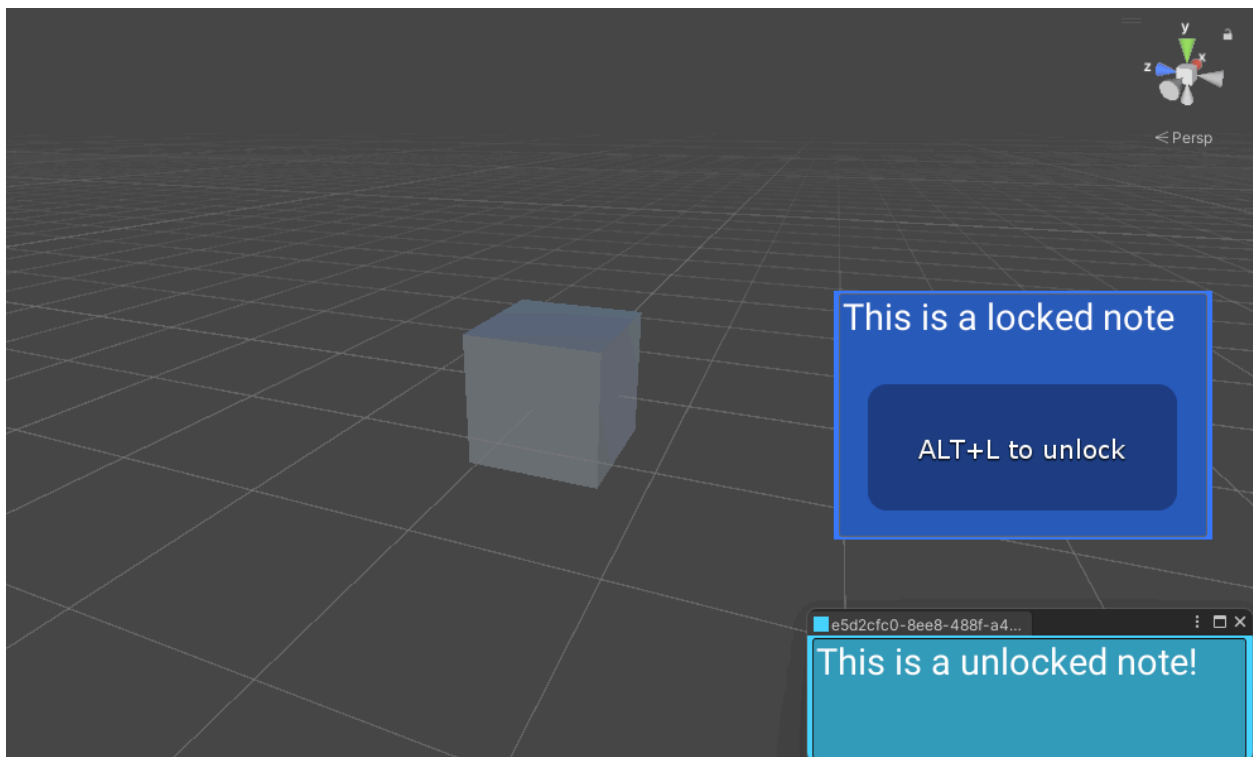 y
x
z
< Persp
This is a locked note
ALT+L to unlock
e5d2cfc0-8ee8-488f-a4...
This is a unlocked note!